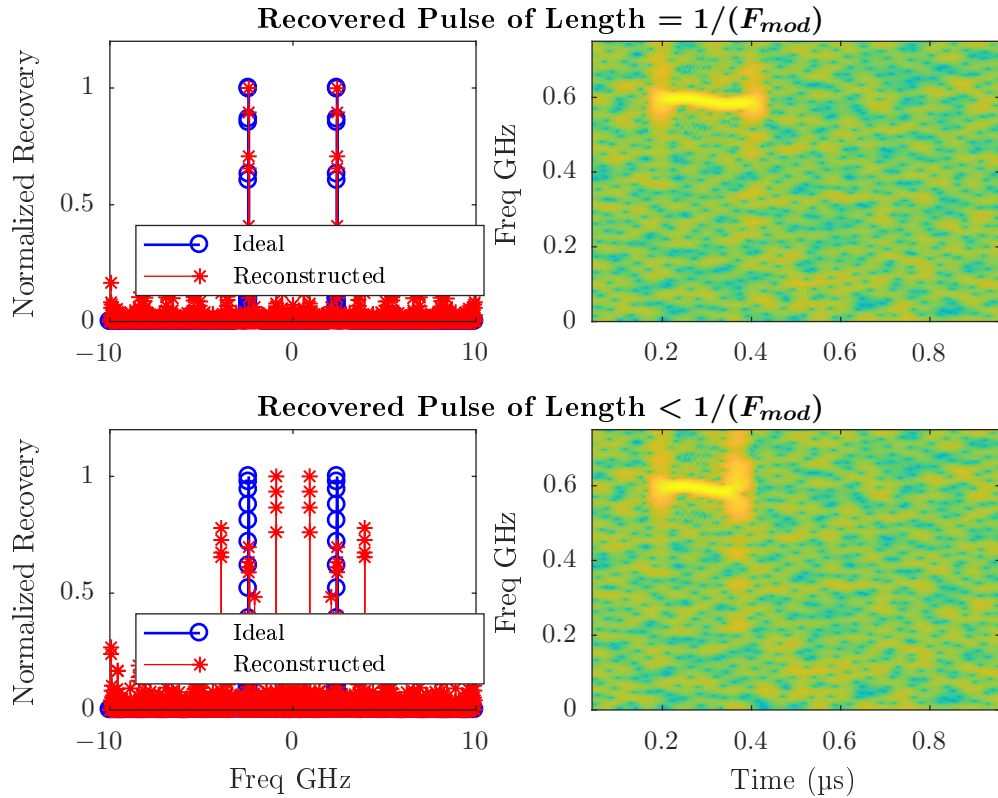 Recovered Pulse of Length = 1/(F_mod)
Normalized Recovery
1
0.5
0
Ideal
Reconstructed
−10
0
10
Freq GHz
0.6
0.4
0.2
0
0.2
0.4
0.6
0.8
Recovered Pulse of Length < 1/(F_mod)
Normalized Recovery
1
0.5
0
Ideal
Reconstructed
−10
0
10
Freq GHz
Freq GHz
0.6
0.4
0.2
0
0.2
0.4
0.6
0.8
Time (µs)